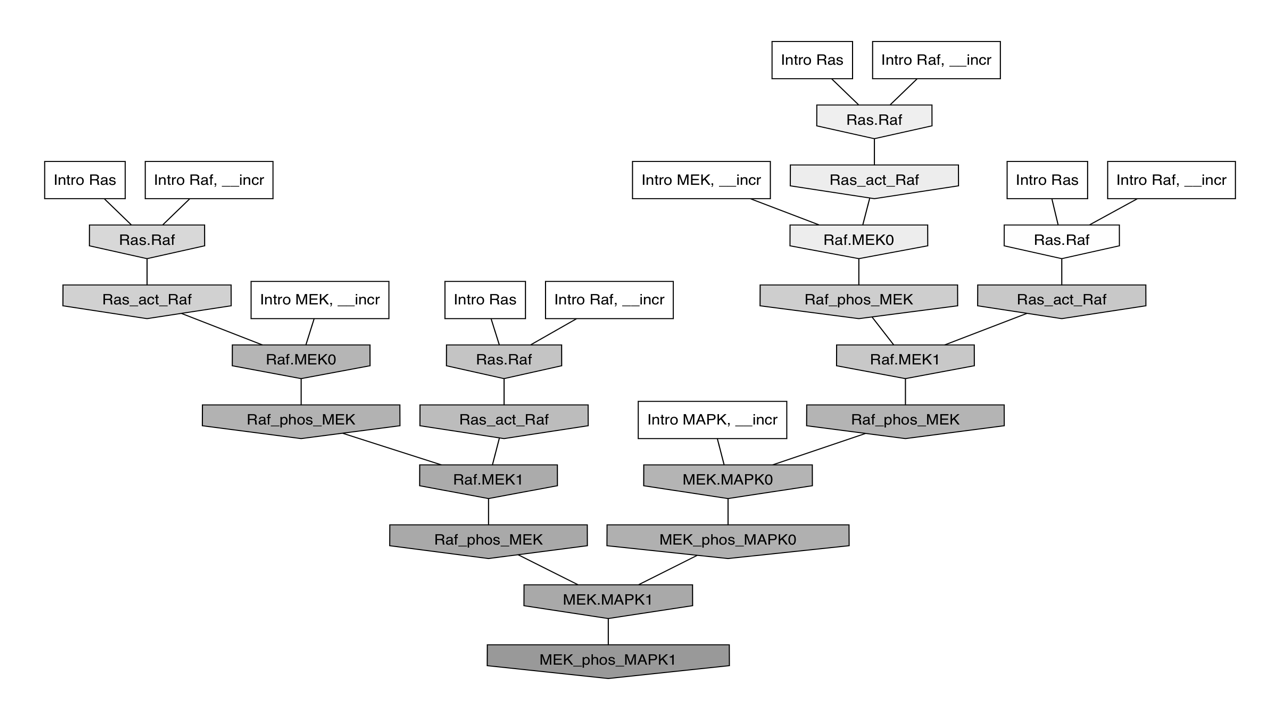 Intro Ras
Intro Raf, __incr
Ras.Raf
Intro Ras
Intro Raf, __incr
Intro MEK, __incr
Ras_act_Raf
Intro Ras
Intro Raf, __incr
Ras.Raf
Raf.MEK0
Ras.Raf
Ras_act_Raf
Intro MEK, __incr
Intro Ras
Intro Raf, __incr
Raf_phos_MEK
Ras_act_Raf
Raf.MEK0
Ras.Raf
Raf.MEK1
Raf_phos_MEK
Ras_act_Raf
Intro MAPK, __incr
Raf_phos_MEK
Raf.MEK1
MEK.MAPK0
Raf_phos_MEK
MEK_phos_MAPK0
MEK.MAPK1
MEK_phos_MAPK1